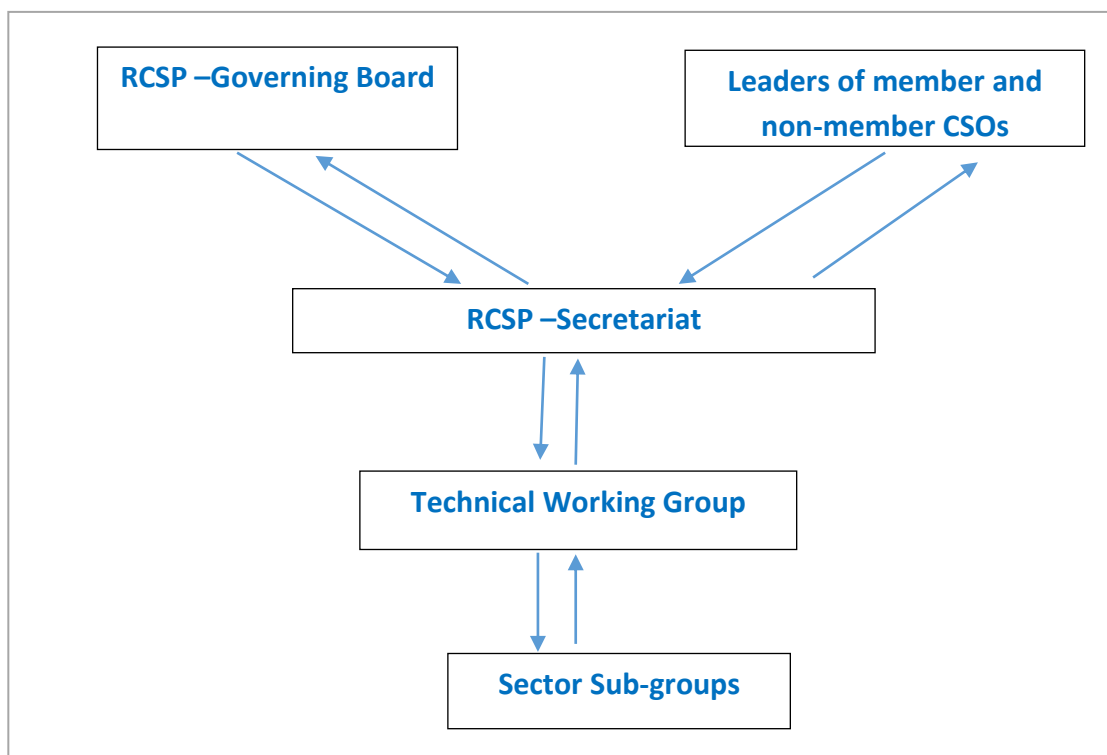 RCSP –Governing Board
Leaders of member and
non-member CSOs
RCSP –Secretariat
Technical Working Group
Sector Sub-groups